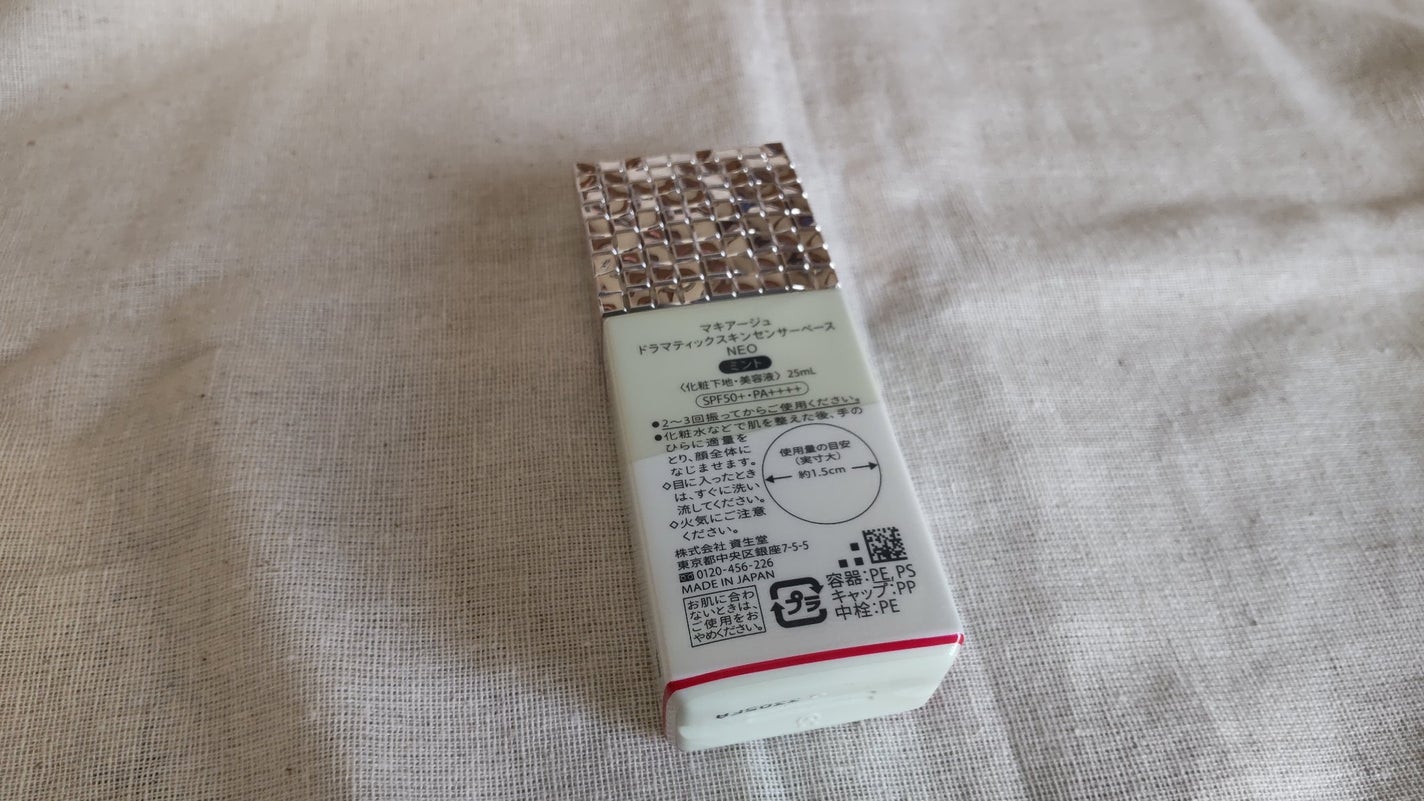 マキアージュ
ドラマティックスキンセンサーベース
NEO
ミント
〈化粧下地・美容液〉 25mL
SPF50+・PA++++
●2〜3回振ってからご使用ください。
●化粧水などで肌を整えた後、手の
ひらに適量を
とり、顔全体に
なじませます。
◇目に入ったとき
は、すぐに洗い
流してください。
◇火気にご注意
ください。
使用量の目安
(実寸大)
約1.5cm
株式会社 資生堂
東京都中央区銀座7-5-5
0120-456-226
MADE IN JAPAN
お肌に合わ
ないときは、
ご使用をお
やめください。
プラ
容器:PE,PS
キャップ:PP
中栓:PE